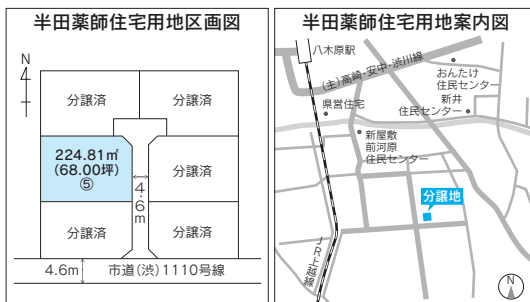 半田薬師住宅用地区画図
N
分譲済
分譲済
224.81㎡
(68.00坪)
⑤
4.6m
分譲済
分譲済
分譲済
4.6m
市道(渋)1110号線
半田薬師住宅用地案内図
八木原駅
(主)高崎・安中・渋川線
おんたけ
住民センター
県営住宅
新井
住民センター
新屋敷
前河原
住民センター
分譲地
JR上越線
N